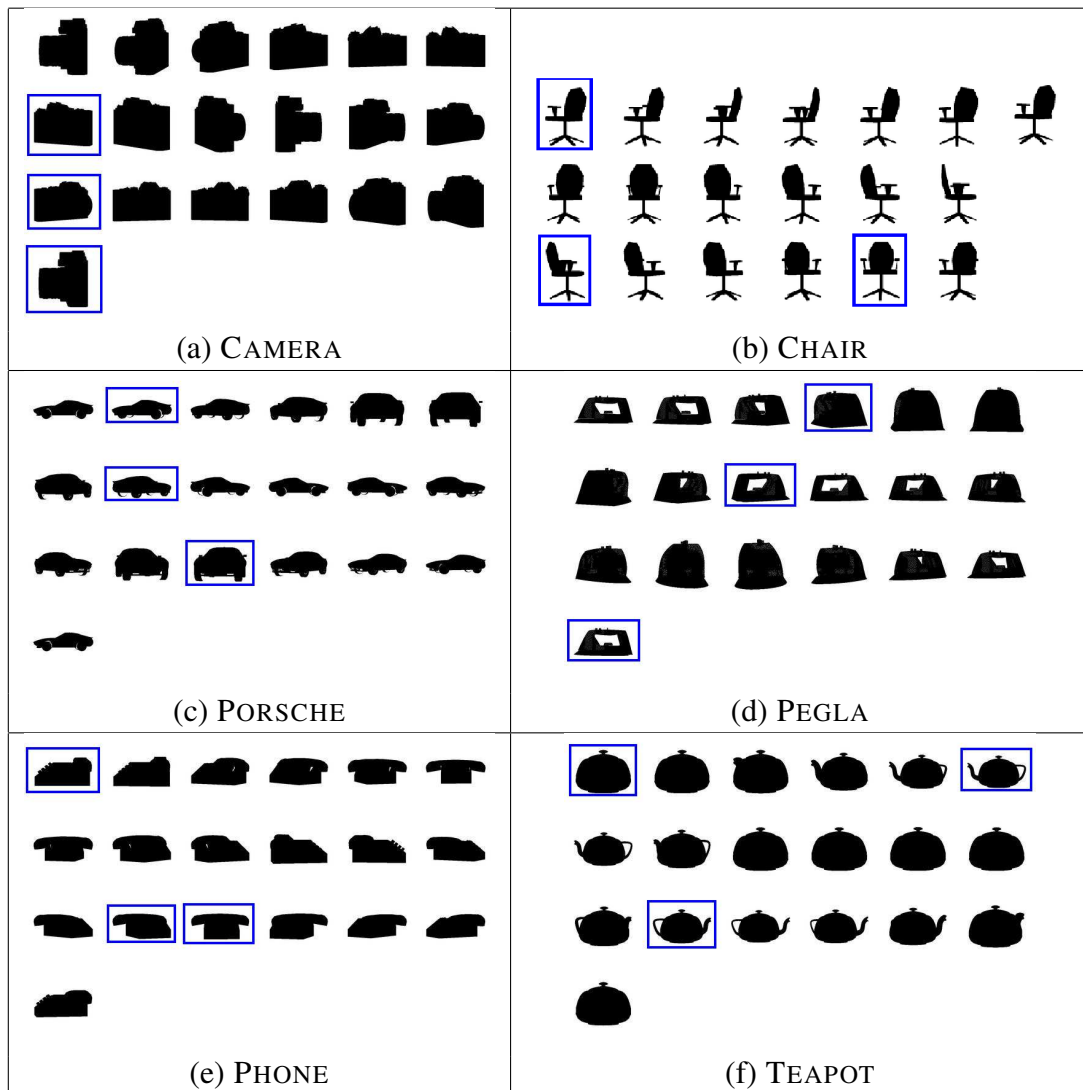 (a) CAMERA
(b) CHAIR
(c) PORSCHE
(d) PEGLA
(e) PHONE
(f) TEAPOT